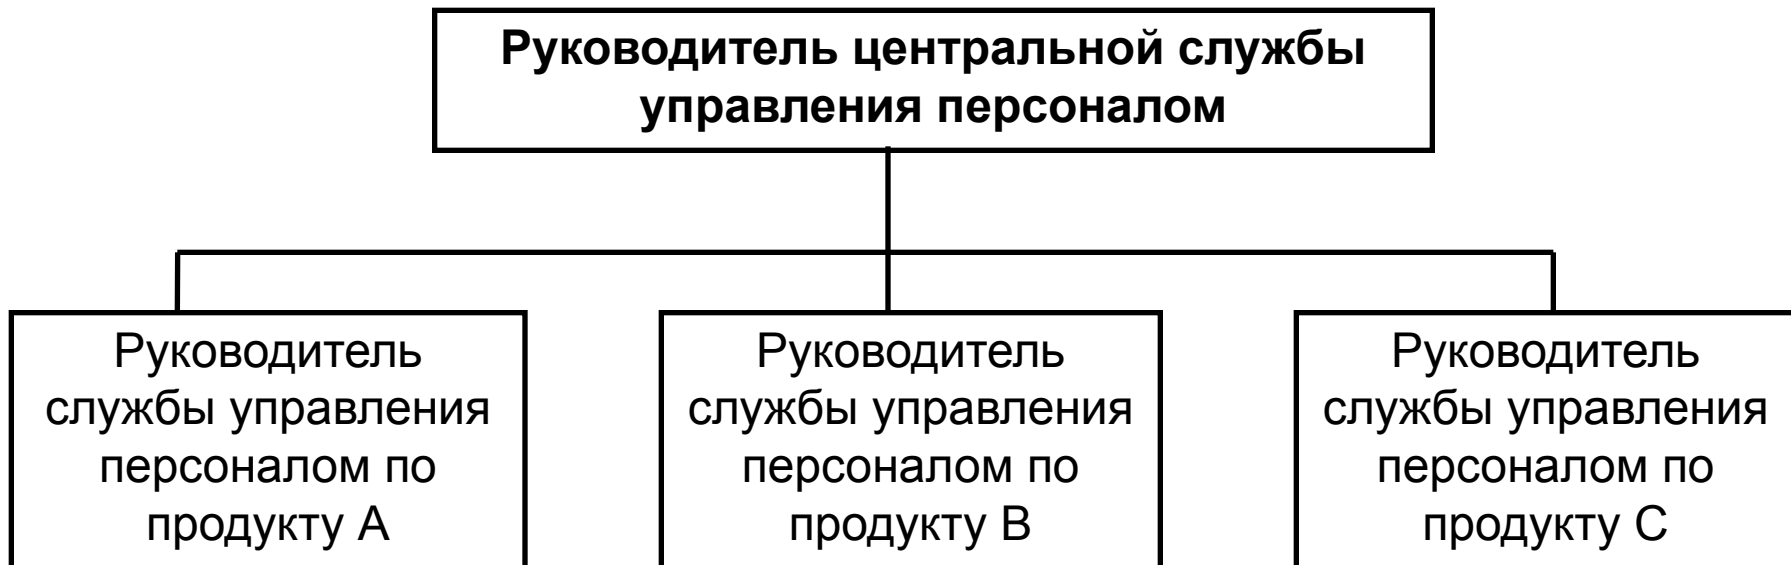 Руководитель центральной службы
управления персоналом
Руководитель
службы управления
персоналом по
продукту А
Руководитель
службы управления
персоналом по
продукту В
Руководитель
службы управления
персоналом по
продукту С